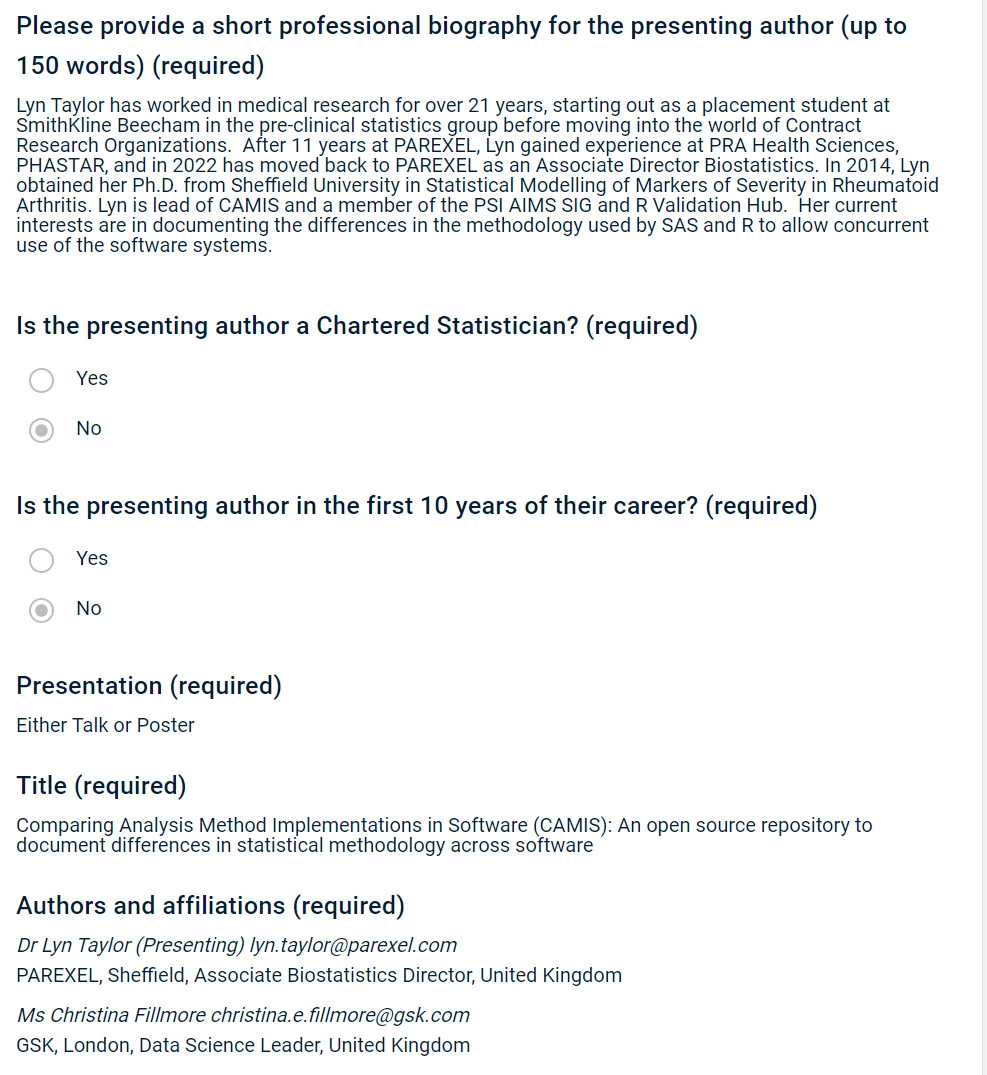 Please provide a short professional biography for the presenting author (up to
150 words) (required)
Lyn Taylor has worked in medical research for over 21 years, starting out as a placement student at
SmithKline Beecham in the pre-clinical statistics group before moving into the world of Contract
Research Organizations.  After 11 years at PAREXEL, Lyn gained experience at PRA Health Sciences,
PHASTAR, and in 2022 has moved back to PAREXEL as an Associate Director Biostatistics. In 2014, Lyn
obtained her Ph.D. from Sheffield University in Statistical Modelling of Markers of Severity in Rheumatoid
Arthritis. Lyn is lead of CAMIS and a member of the PSI AIMS SIG and R Validation Hub.  Her current
interests are in documenting the differences in the methodology used by SAS and R to allow concurrent
use of the software systems.
Is the presenting author a Chartered Statistician? (required)
Yes
No
Is the presenting author in the first 10 years of their career? (required)
Yes
No
Presentation (required)
Either Talk or Poster
Title (required)
Comparing Analysis Method Implementations in Software (CAMIS): An open source repository to
document differences in statistical methodology across software
Authors and affiliations (required)
Dr Lyn Taylor (Presenting) lyn.taylor@parexel.com
PAREXEL, Sheffield, Associate Biostatistics Director, United Kingdom
Ms Christina Fillmore christina.e.fillmore@gsk.com
GSK, London, Data Science Leader, United Kingdom